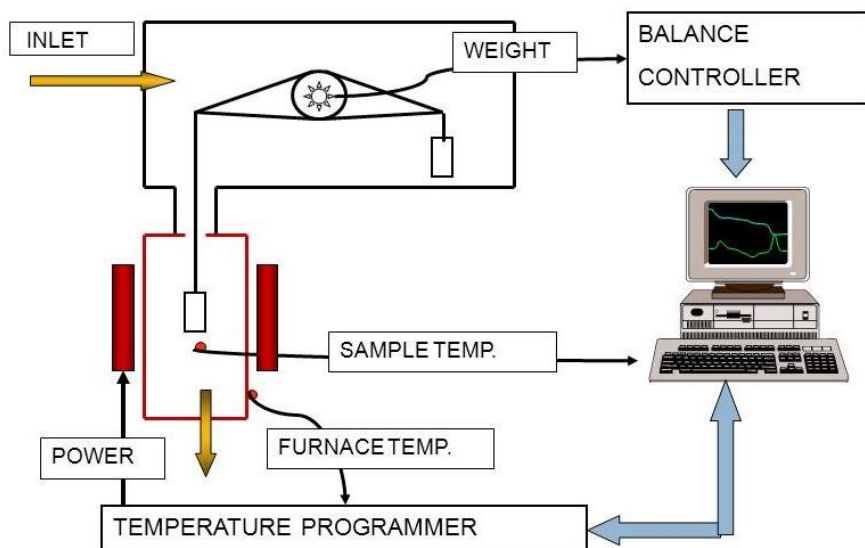 INLET
WEIGHT
BALANCE
CONTROLLER
SAMPLE TEMP.
FURNACE TEMP.
POWER
TEMPERATURE PROGRAMMER